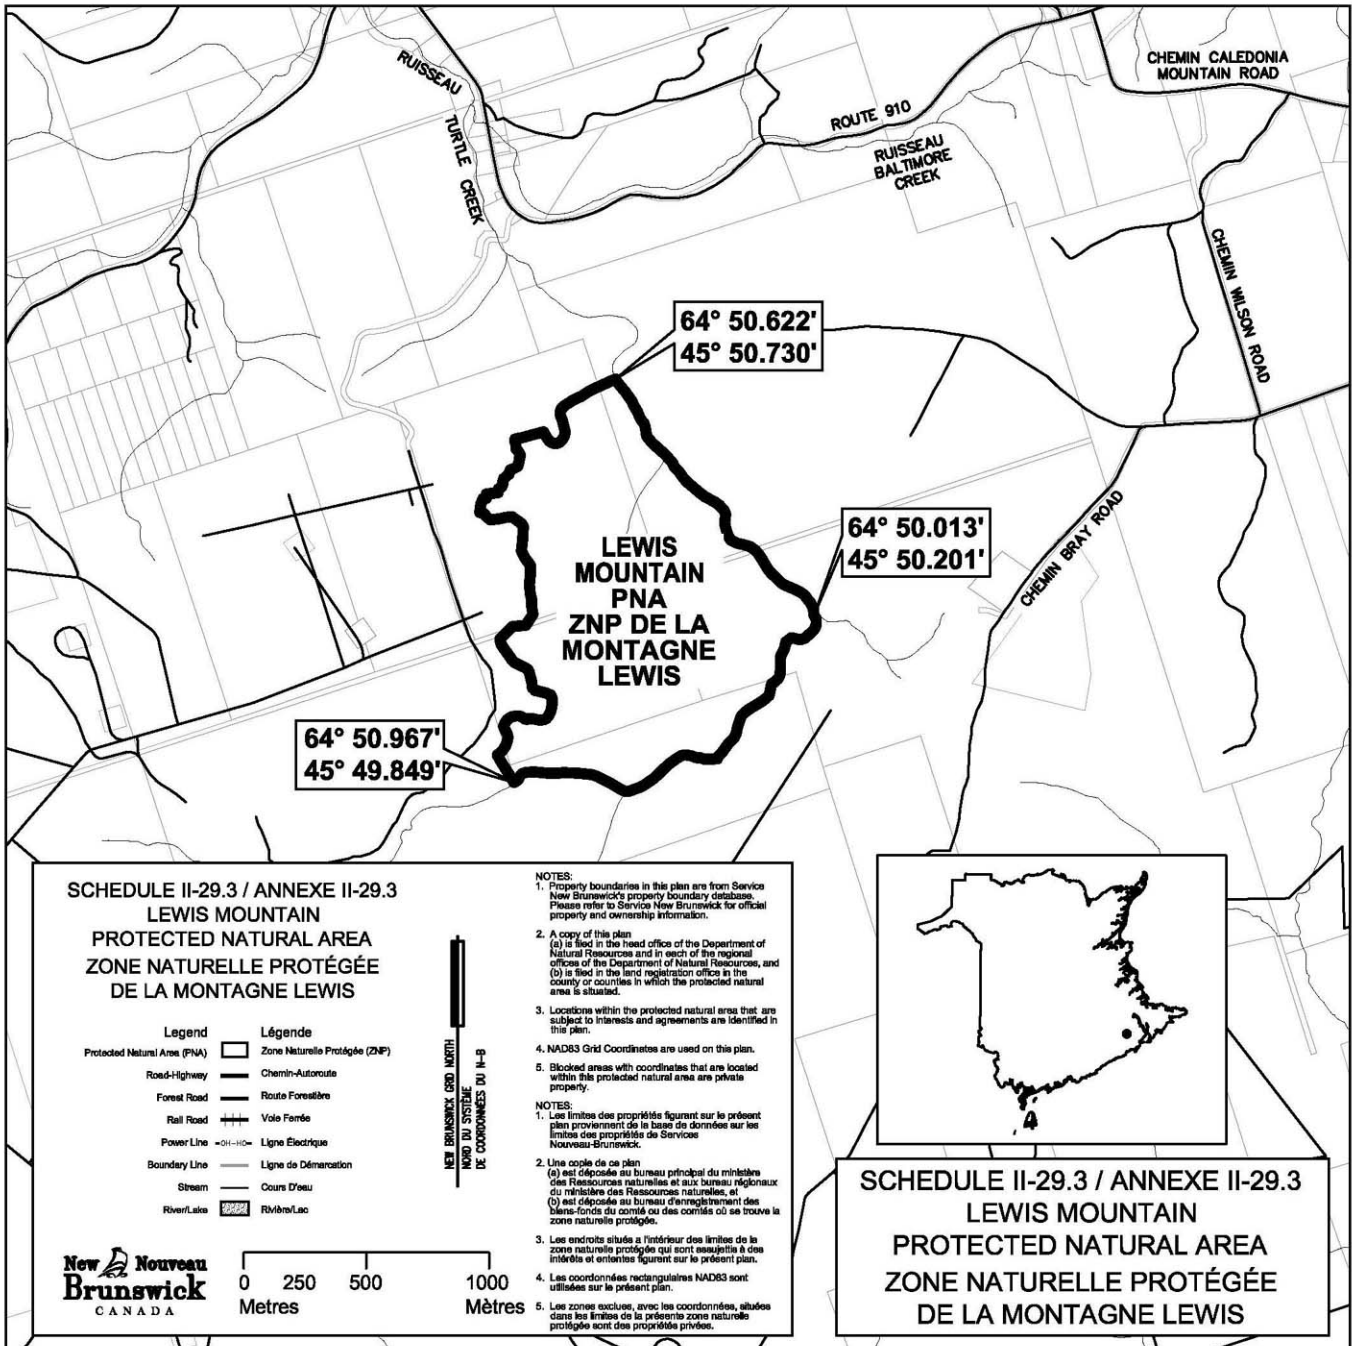 CHEMIN CALEDONIA
MOUNTAIN ROAD
RUISSEAU
TURTLE CREEK
ROUTE 910
RUISSEAU
BALTIMORE
CREEK
CHEMIN WILSON ROAD
64° 50.622'
45° 50.730'
64° 50.013'
45° 50.201'
CHEMIN BRAY ROAD
LEWIS
MOUNTAIN
PNA
ZNP DE LA
MONTAGNE
LEWIS
64° 50.967'
45° 49.849'
SCHEDULE II-29.3 / ANNEXE II-29.3
LEWIS MOUNTAIN
PROTECTED NATURAL AREA
ZONE NATURELLE PROTÉGÉE
DE LA MONTAGNE LEWIS
Legend Légende
Protected Natural Area (PNA) Zone Naturelle Protégée (ZNP)
Road-Highway Chemin-Autoroute
Forest Road Route Forestière
Rail Road Voie Ferrée
Power Line -OH-HO- Ligne Électrique
Boundary Line Ligne de Démarcation
Stream Cours D'eau
River/Lake Rivière/Lac
NEW BRUNSWICK GRID NORTH
NORD DU SYSTÈME
DE COORDONNÉES DU N-B
New Nouveau
Brunswick
CANADA
0 250 500 1000
Metres Mètres
NOTES:
1. Property boundaries in this plan are from Service
New Brunswick's property boundary database.
Please refer to Service New Brunswick for official
property and ownership information.
2. A copy of this plan
(a) is filed in the head office of the Department of
Natural Resources and in each of the regional
offices of the Department of Natural Resources, and
(b) is filed in the land registration office in the
county or counties in which the protected natural
area is situated.
3. Locations within the protected natural area that are
subject to interests and agreements are identified in
this plan.
4. NAD83 Grid Coordinates are used on this plan.
5. Blocked areas with coordinates that are located
within this protected natural area are private
property.
NOTES:
1. Les limites des propriétés figurant sur le présent
plan proviennent de la base de données sur les
limites des propriétés de Services
Nouveau-Brunswick.
2. Une copie de ce plan
(a) est déposée au bureau principal du ministère
des Ressources naturelles et aux bureau régionaux
du ministère des Ressources naturelles, et
(b) est déposée au bureau d'enregistrement des
biens-fonds du comté ou des comtés où se trouve la
zone naturelle protégée.
3. Les endroits situés a l'intérieur des limites de la
zone naturelle protégée qui sont assujettis à des
intérêts et ententes figurent sur le présent plan.
4. Les coordonnées rectangulaires NAD83 sont
utilisées sur le présent plan.
5. Les zones exclues, avec les coordonnées, situées
dans les limites de la présente zone naturelle
protégée sont des propriétés privées.
SCHEDULE II-29.3 / ANNEXE II-29.3
LEWIS MOUNTAIN
PROTECTED NATURAL AREA
ZONE NATURELLE PROTÉGÉE
DE LA MONTAGNE LEWIS